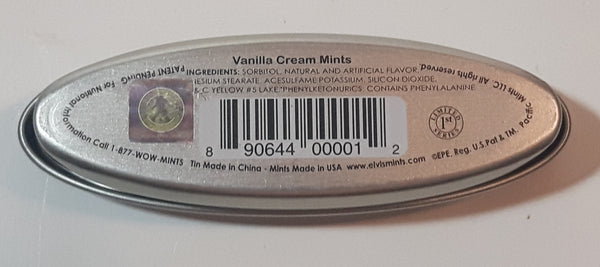 Vanilla Cream Mints
INGREDIENTS: SORBITOL, NATURAL AND ARTIFICIAL FLAVOR,
ESIUM STEARATE, ACESULFAME POTASSIUM, SILICON DIOXIDE,
& C YELLOW #5 LAKE *PHENYLKETONURICS: CONTAINS PHENYLALANINE
8 90644 00001 2
LIMITED
1st
SERIES
Tin Made in China - Mints Made in USA www.elvismints.com
For Nutritional Information Call 1-877-WOW-MINTS
PATENT PENDING
©EPE, Reg. U.S.Pat & TM. Pacific Mints, LLC. All rights reserved